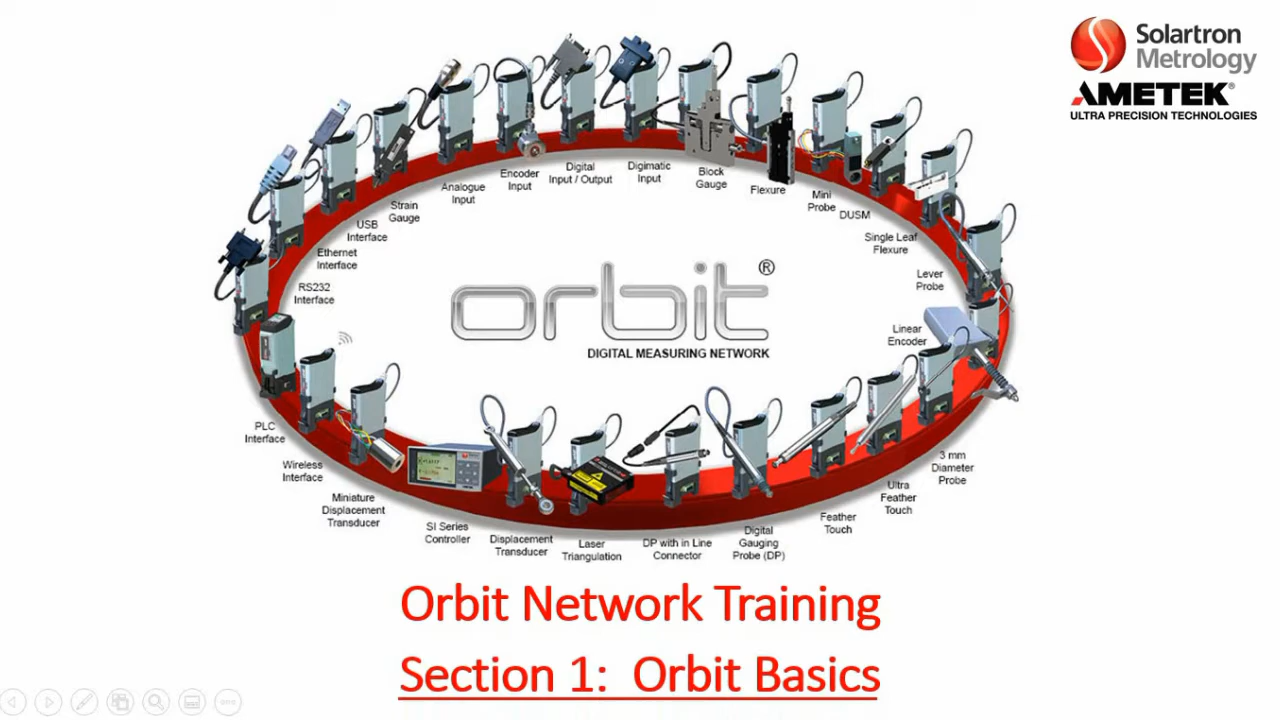 Solartron
Metrology
AMETEK®
ULTRA PRECISION TECHNOLOGIES
Digimatic
Input
Digital
Input / Output
Encoder
Input
Analogue
Input
Strain
Gauge
USB
Interface
Ethernet
Interface
RS232
Interface
Block
Gauge
Flexure
Mini
Probe
DUSM
Single Leaf
Flexure
Lever
Probe
Linear
Encoder
orbit®
DIGITAL MEASURING NETWORK
PLC
Interface
Wireless
Interface
Miniature
Displacement
Transducer
SI Series
Controller
Displacement
Transducer
Laser
Triangulation
DP with in Line
Connector
Digital
Gauging
Probe (DP)
Feather
Touch
Ultra
Feather
Touch
3 mm
Diameter
Probe
Orbit Network Training
Section 1: Orbit Basics